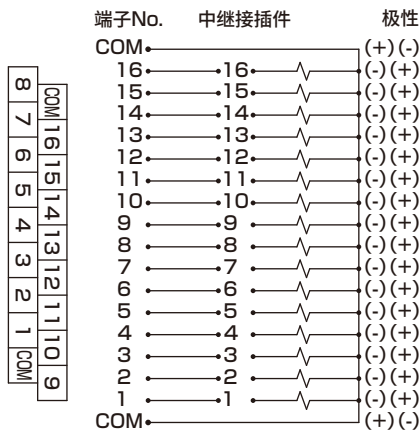 端子No. 中继接插件 极性
COM (+)(-)
16 16 (-)(+)
15 15 (-)(+)
14 14 (-)(+)
13 13 (-)(+)
12 12 (-)(+)
11 11 (-)(+)
10 10 (-)(+)
9 9 (-)(+)
8 8 (-)(+)
7 7 (-)(+)
6 6 (-)(+)
5 5 (-)(+)
4 4 (-)(+)
3 3 (-)(+)
2 2 (-)(+)
1 1 (-)(+)
COM (+)(-)
COM 16 15 14 13 12 11 10 9
8 7 6 5 4 3 2 1 COM